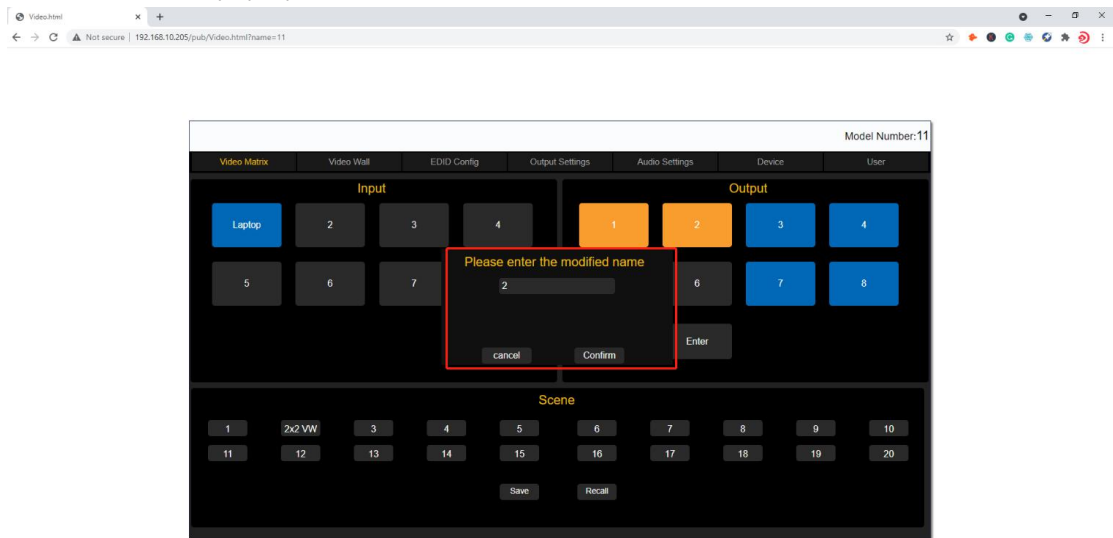 Video.html
Not secure 192.168.10.205/pub/Video.html?name=11
Model Number:11
Video Matrix Video Wall EDID Config Output Settings Audio Settings Device User
Input Output
Laptop 2 3 4 1 2 3 4
Please enter the modified name
5 6 7 2 6 7 8
Enter
cancel Confirm
Scene
1 2x2 VW 3 4 5 6 7 8 9 10
11 12 13 14 15 16 17 18 19 20
Save Recall